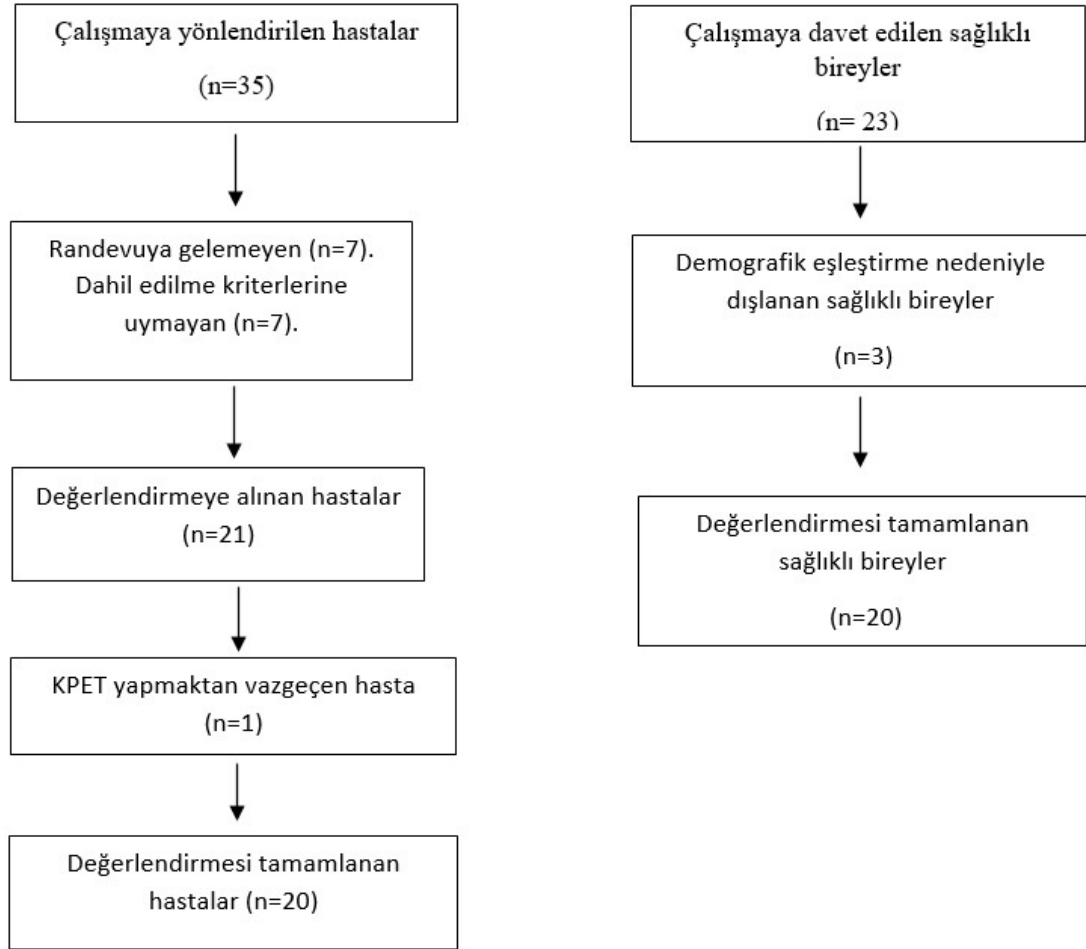 Çalışmaya yönlendirilen hastalar
(n=35)
Randevuya gelemeyen (n=7).
Dahil edilme kriterlerine
uymayan (n=7).
Değerlendirmeye alınan hastalar
(n=21)
KPET yapmaktan vazgeçen hasta
(n=1)
Değerlendirmesi tamamlanan
hastalar (n=20)
Çalışmaya davet edilen sağlıklı
bireyler
(n= 23)
Demografik eşleştirme nedeniyle
dışlanan sağlıklı bireyler
(n=3)
Değerlendirmesi tamamlanan
sağlıklı bireyler
(n=20)